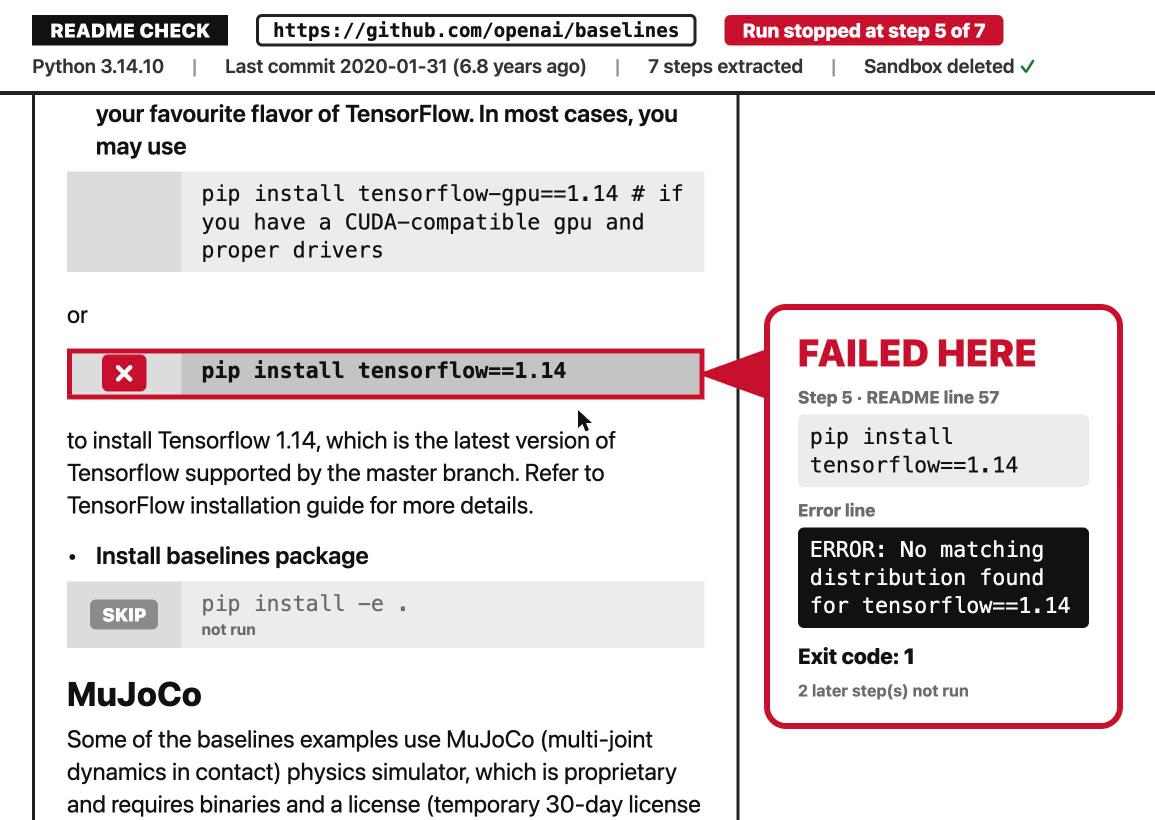 README CHECK
https://github.com/openai/baselines
Run stopped at step 5 of 7
Python 3.14.10 | Last commit 2020-01-31 (6.8 years ago) | 7 steps extracted | Sandbox deleted ✓
your favourite flavor of TensorFlow. In most cases, you
may use
pip install tensorflow-gpu==1.14 # if
you have a CUDA-compatible gpu and
proper drivers
or
pip install tensorflow==1.14
to install Tensorflow 1.14, which is the latest version of
Tensorflow supported by the master branch. Refer to
TensorFlow installation guide for more details.
• Install baselines package
SKIP
pip install -e .
not run
MuJoCo
Some of the baselines examples use MuJoCo (multi-joint
dynamics in contact) physics simulator, which is proprietary
and requires binaries and a license (temporary 30-day license
FAILED HERE
Step 5 · README line 57
pip install
tensorflow==1.14
Error line
ERROR: No matching
distribution found
for tensorflow==1.14
Exit code: 1
2 later step(s) not run